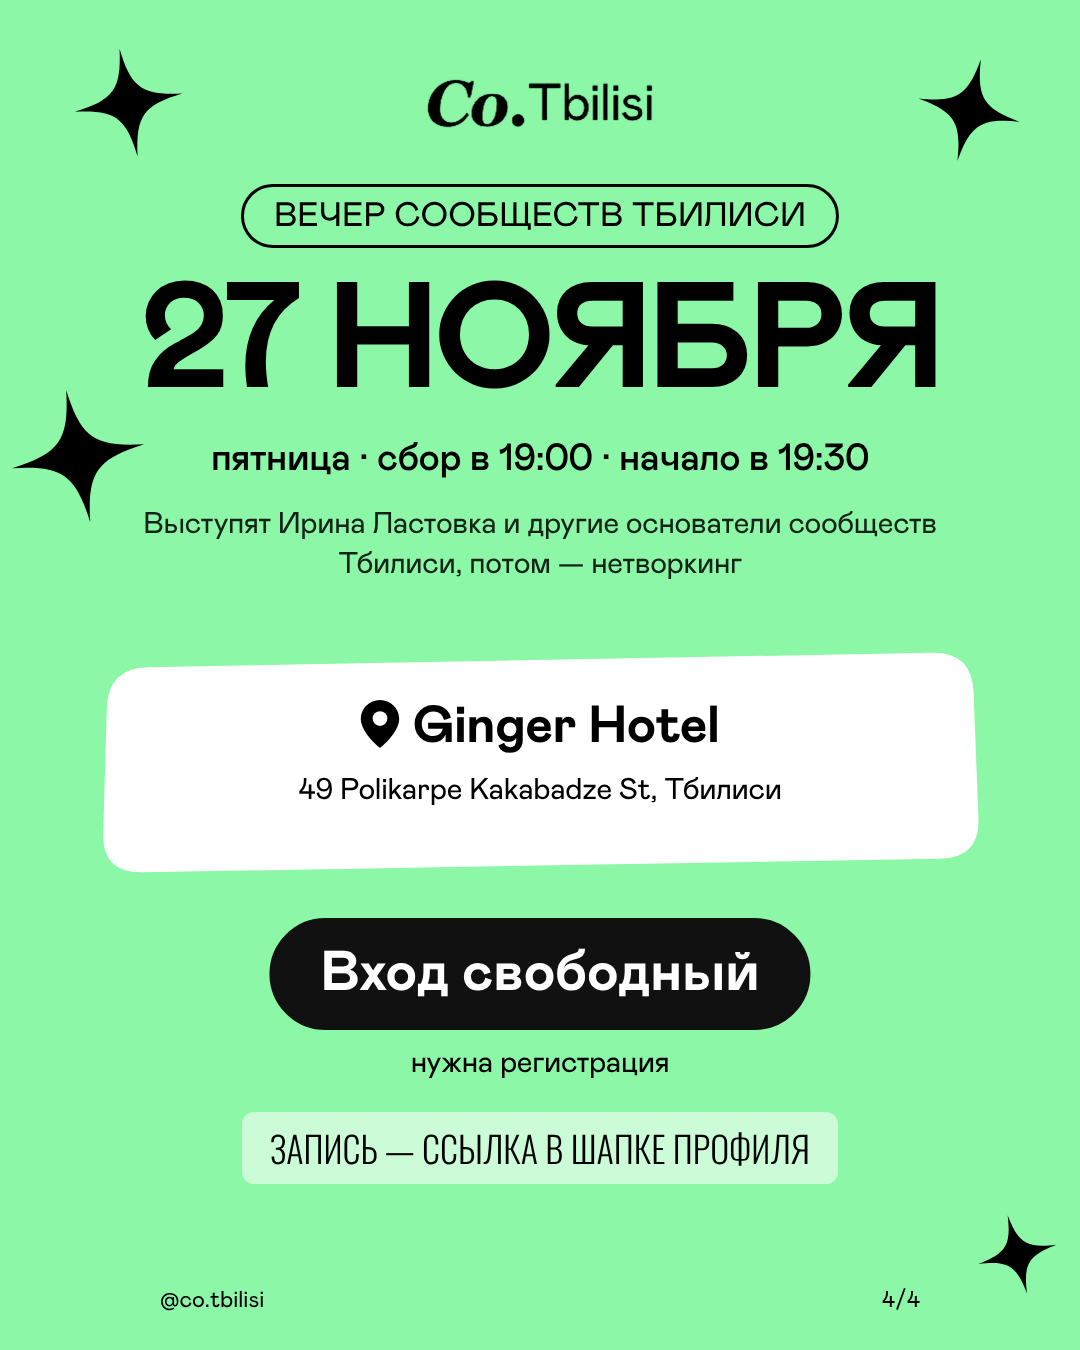 Co.Tbilisi
ВЕЧЕР СООБЩЕСТВ ТБИЛИСИ
27 НОЯБРЯ
пятница · сбор в 19:00 · начало в 19:30
Выступят Ирина Ластовка и другие основатели сообществ
Тбилиси, потом — нетворкинг
Ginger Hotel
49 Polikarpe Kakabadze St, Тбилиси
Вход свободный
нужна регистрация
ЗАПИСЬ — ССЫЛКА В ШАПКЕ ПРОФИЛЯ
@co.tbilisi
4/4